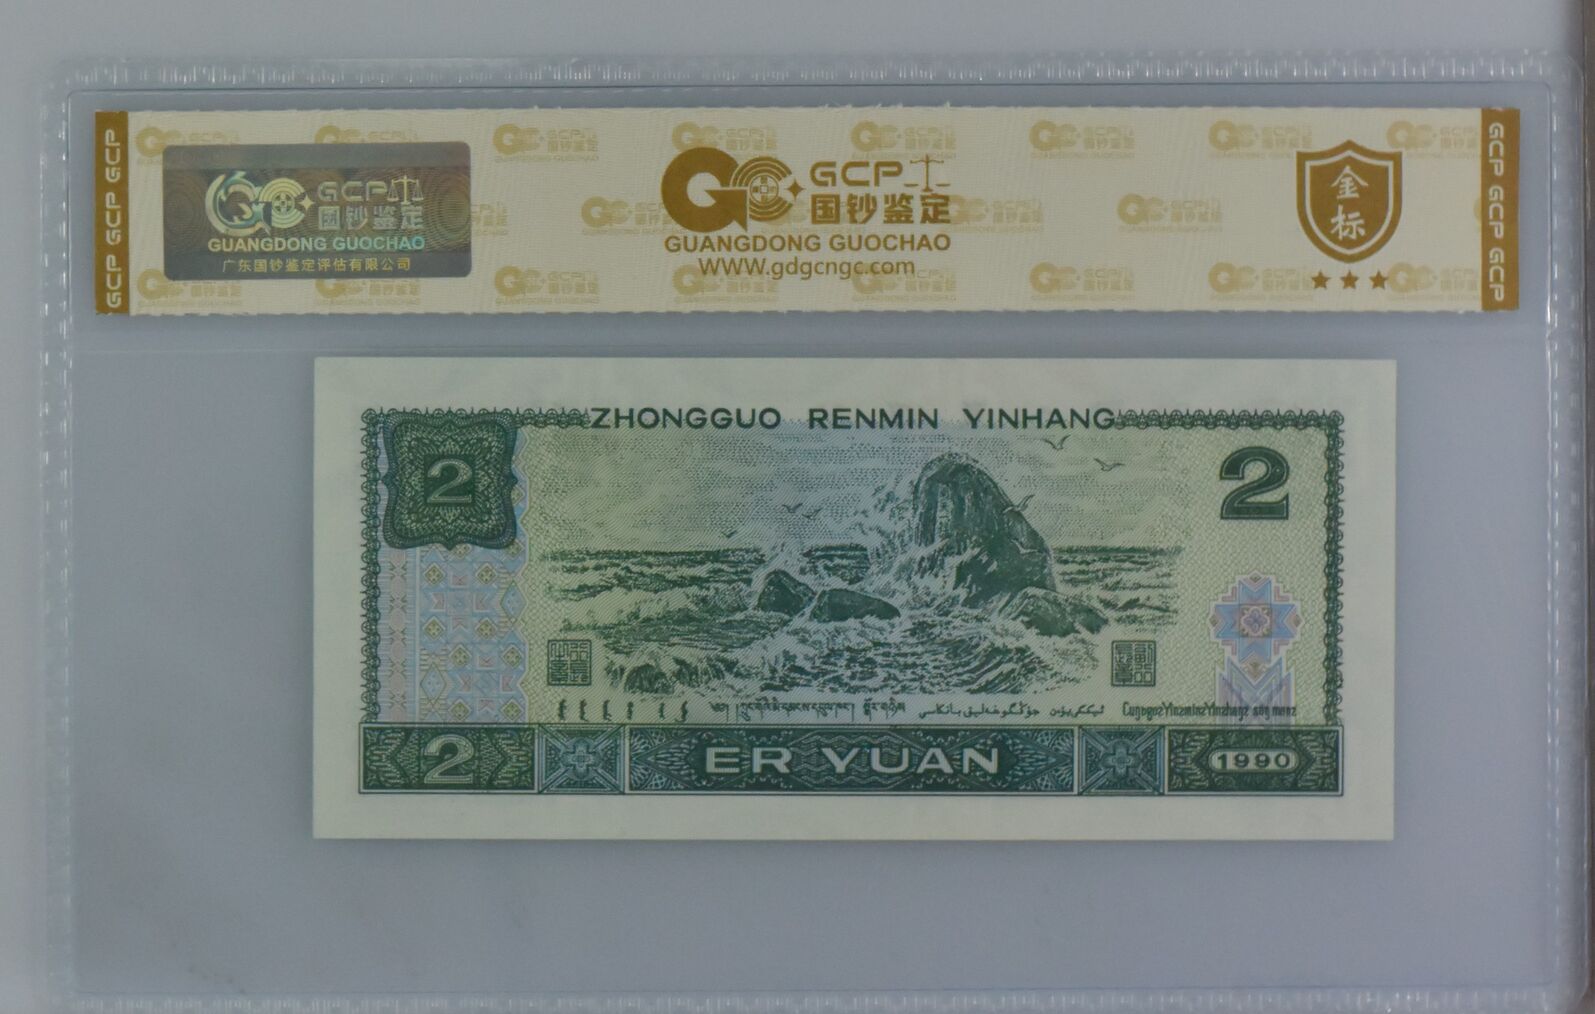 GCP GCP GCP
GCP
国钞鉴定
GUANGDONG GUOCHAO
广东国钞鉴定评估有限公司
GCP
国钞鉴定
GUANGDONG GUOCHAO
WWW.gdgcngc.com
金
标
GCP GCP GCP
ZHONGGUO RENMIN YINHANG
2
2
2
ER YUAN
1990